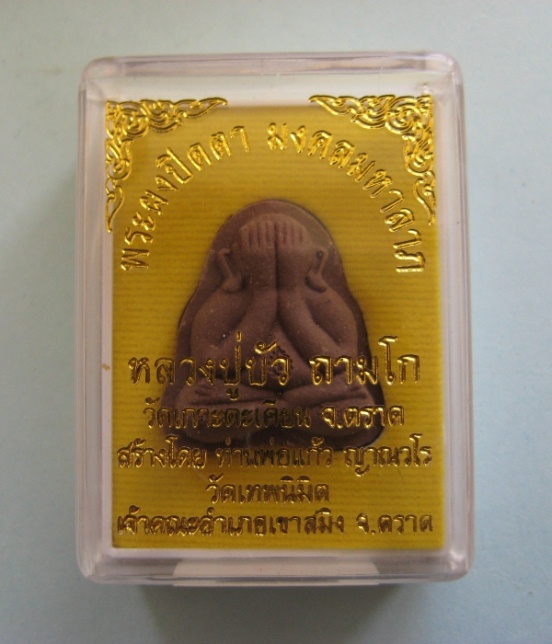 พระผงปิดตา มงคลมหาลาภ
หลวงปู่บัว ถามโก
วัดเกาะตะเคียน จ.ตราด
สร้างโดย ท่านพ่อแก้ว ญาณวโร
วัดเทพนิมิต
เจ้าคณะอำเภอเขาสมิง จ.ตราด